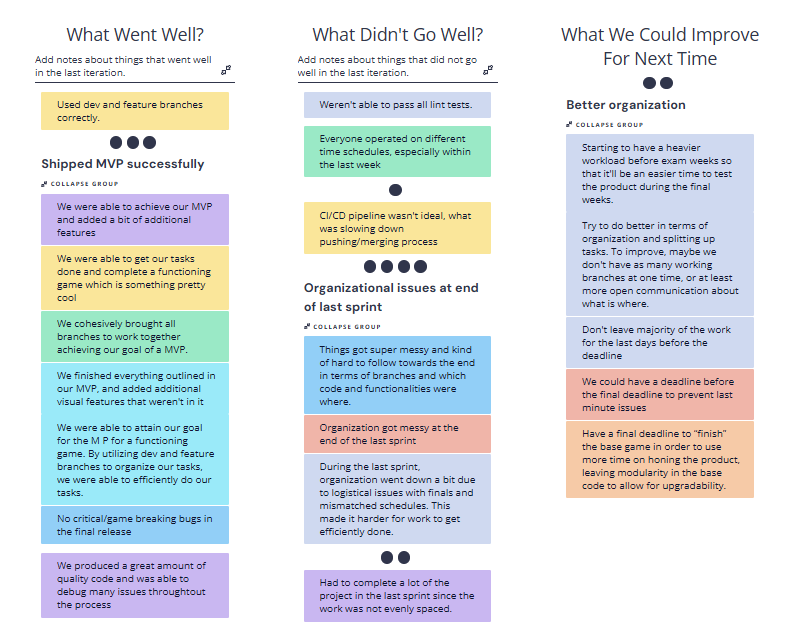 What Went Well?
Add notes about things that went well
in the last iteration.
Used dev and feature branches
correctly.
Shipped MVP successfully
COLLAPSE GROUP
We were able to achieve our MVP
and added a bit of additional
features
We were able to get our tasks
done and complete a functioning
game which is something pretty
cool
We cohesively brought all
branches to work together
achieving our goal of a MVP.
We finished everything outlined in
our MVP, and added additional
visual features that weren't in it
We were able to attain our goal
for the M P for a functioning
game. By utilizing dev and feature
branches to organize our tasks,
we were able to efficiently do our
tasks.
No critical/game breaking bugs in
the final release
We produced a great amount of
quality code and was able to
debug many issues throughtout
the process
What Didn't Go Well?
Add notes about things that did not go
well in the last iteration.
Weren't able to pass all lint tests.
Everyone operated on different
time schedules, especially within
the last week
CI/CD pipeline wasn't ideal, what
was slowing down
pushing/merging process
Organizational issues at end
of last sprint
COLLAPSE GROUP
Things got super messy and kind
of hard to follow towards the end
in terms of branches and which
code and functionalities were
where.
Organization got messy at the
end of the last sprint
During the last sprint,
organization went down a bit due
to logistical issues with finals and
mismatched schedules. This
made it harder for work to get
efficiently done.
Had to complete a lot of the
project in the last sprint since the
work was not evenly spaced.
What We Could Improve
For Next Time
Better organization
COLLAPSE GROUP
Starting to have a heavier
workload before exam weeks so
that it'll be an easier time to test
the product during the final
weeks.
Try to do better in terms of
organization and splitting up
tasks. To improve, maybe we
don't have as many working
branches at one time, or at least
more open communication about
what is where.
Don't leave majority of the work
for the last days before the
deadline
We could have a deadline before
the final deadline to prevent last
minute issues
Have a final deadline to "finish"
the base game in order to use
more time on honing the product,
leaving modularity in the base
code to allow for upgradability.